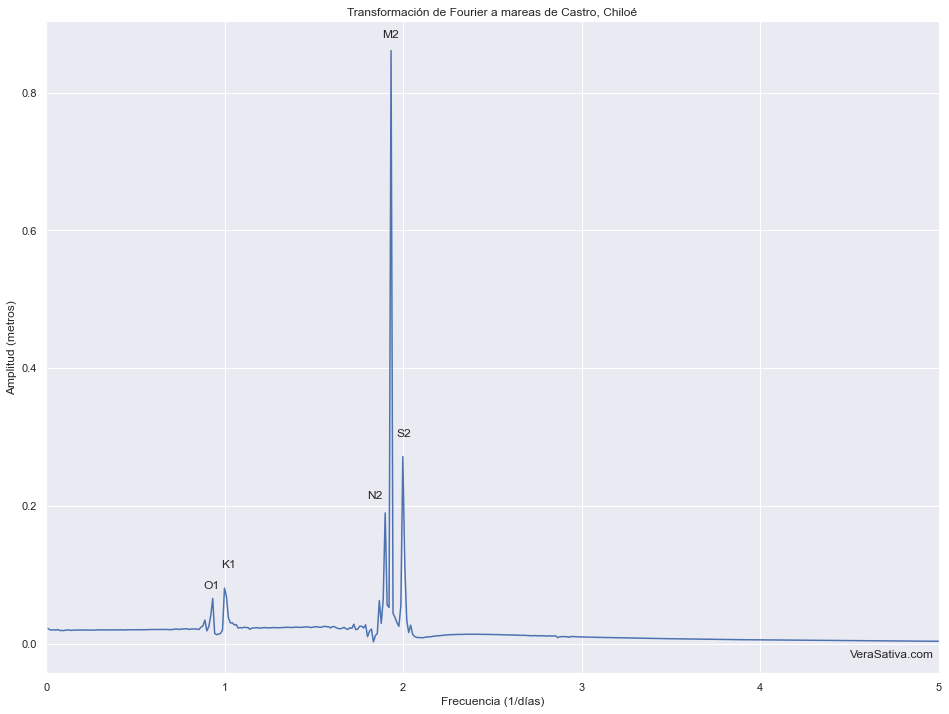 Transformación de Fourier a mareas de Castro, Chiloé
M2
0.8
0.6
Amplitud (metros)
0.4
S2
N2
0.2
K1
O1
0.0
VeraSativa.com
0 1 2 3 4 5
Frecuencia (1/días)